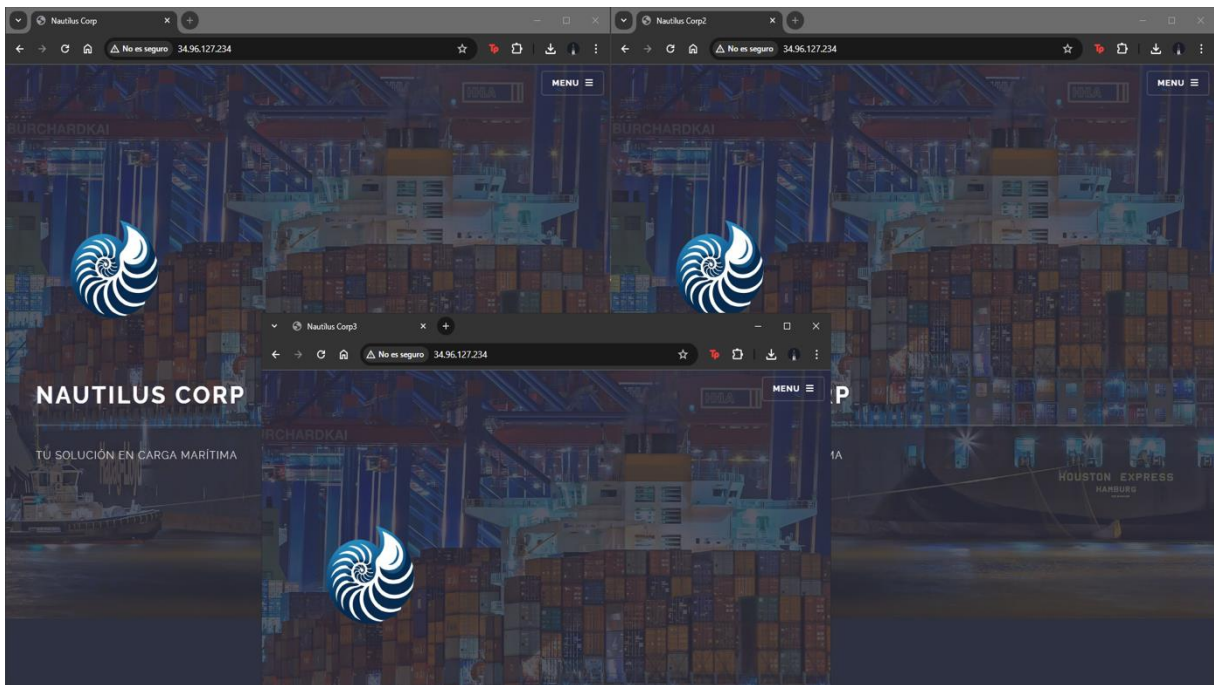 Nautilus Corp
No es seguro 34.96.127.234
MENU
BURCHARDKAI
NAUTILUS CORP
TU SOLUCIÓN EN CARGA MARÍTIMA
Nautilus Corp2
No es seguro 34.96.127.234
MENU
BURCHARDKAI
RP
MA
HOUSTON EXPRESS
HAMBURG
Nautilus Corp3
No es seguro 34.96.127.234
MENU
RCHARDKAI